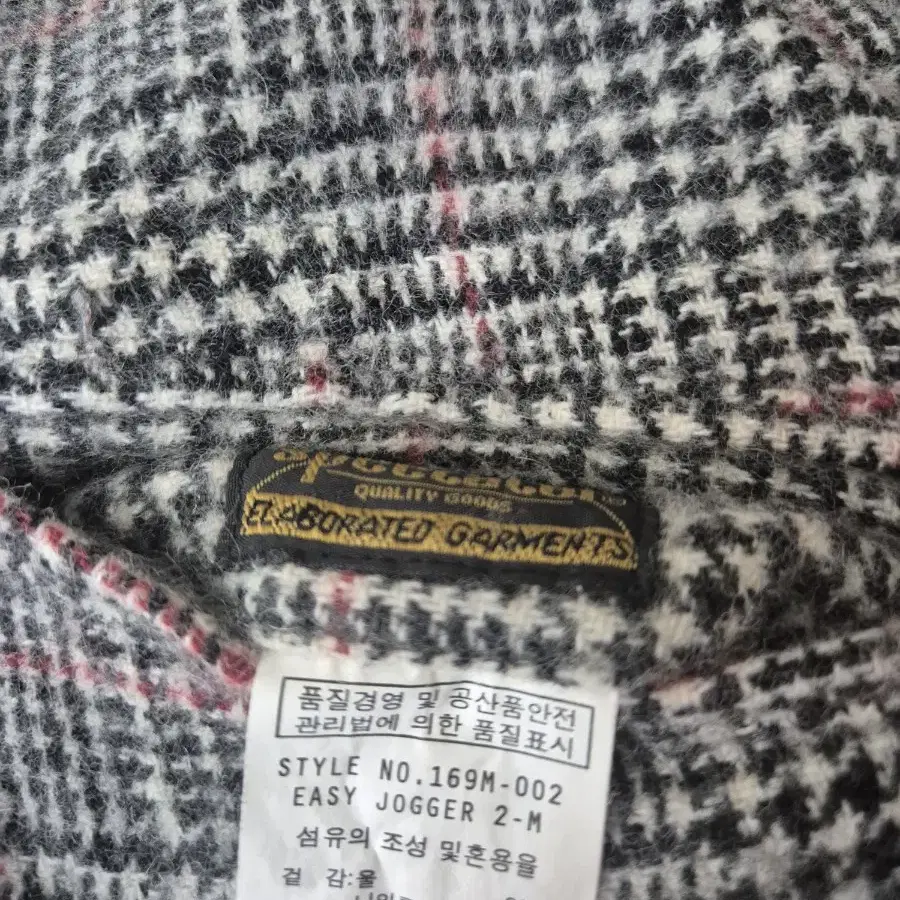 QUALITY GOODS
ELABORATED GARMENTS
품질경영 및 공산품안전
관리법에 의한 품질표시
STYLE NO.169M-002
EASY JOGGER 2-M
섬유의 조성 및혼용율
겉 감:울